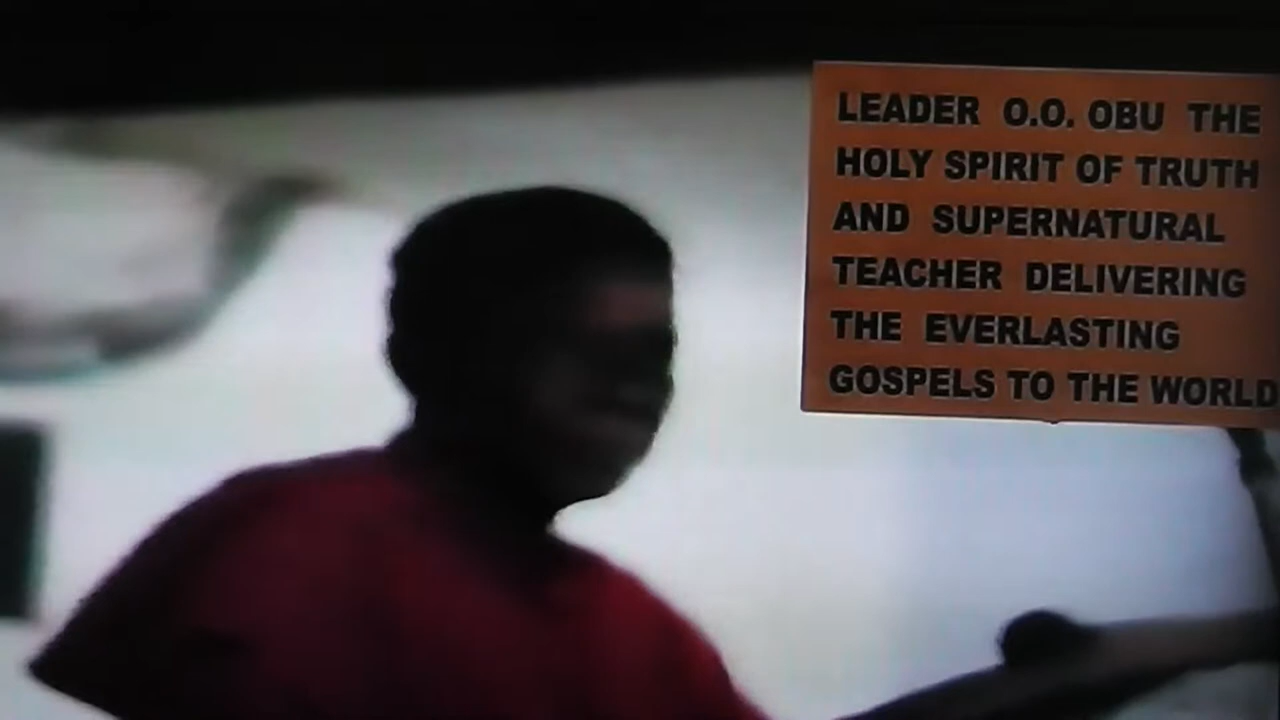 LEADER O.O. OBU THE
HOLY SPIRIT OF TRUTH
AND SUPERNATURAL
TEACHER DELIVERING
THE EVERLASTING
GOSPELS TO THE WORLD